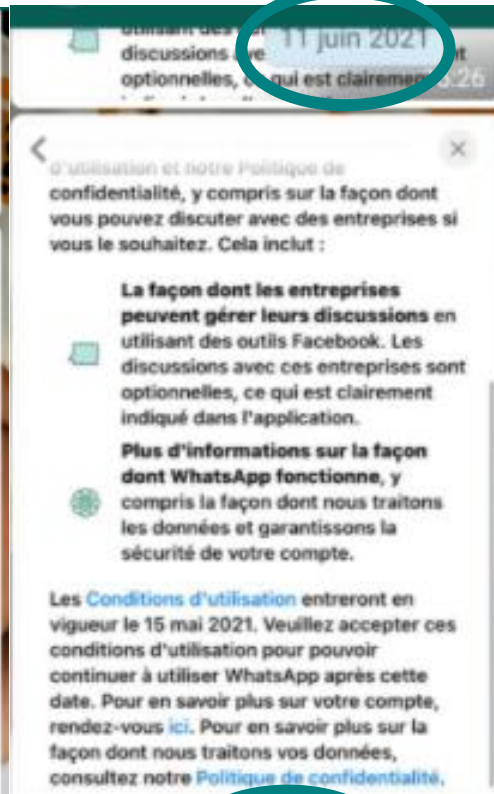 discussions
11 juin 2021
optionnelles, ce qui est clairement
d'utilisation et notre Politique de
confidentialité, y compris sur la façon dont
vous pouvez discuter avec des entreprises si
vous le souhaitez. Cela inclut :
La façon dont les entreprises
peuvent gérer leurs discussions en
utilisant des outils Facebook. Les
discussions avec ces entreprises sont
optionnelles, ce qui est clairement
indiqué dans l'application.
Plus d'informations sur la façon
dont WhatsApp fonctionne, y
compris la façon dont nous traitons
les données et garantissons la
sécurité de votre compte.
Les Conditions d'utilisation entreront en
vigueur le 15 mai 2021. Veuillez accepter ces
conditions d'utilisation pour pouvoir
continuer à utiliser WhatsApp après cette
date. Pour en savoir plus sur votre compte,
rendez-vous ici. Pour en savoir plus sur la
façon dont nous traitons vos données,
consultez notre Politique de confidentialité.